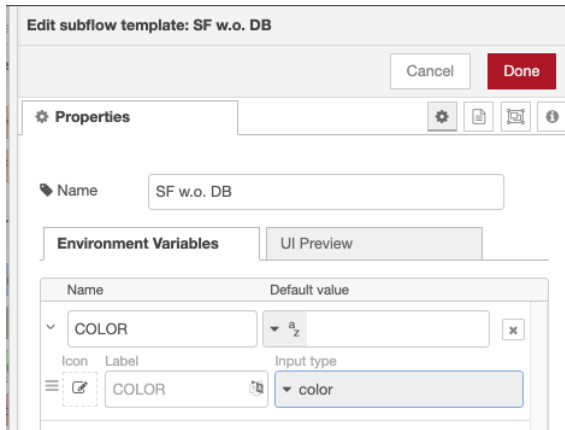 Edit subflow template: SF w.o. DB
Cancel Done
Properties
Name SF w.o. DB
Environment Variables UI Preview
Name Default value
COLOR a z
Icon Label Input type
COLOR color